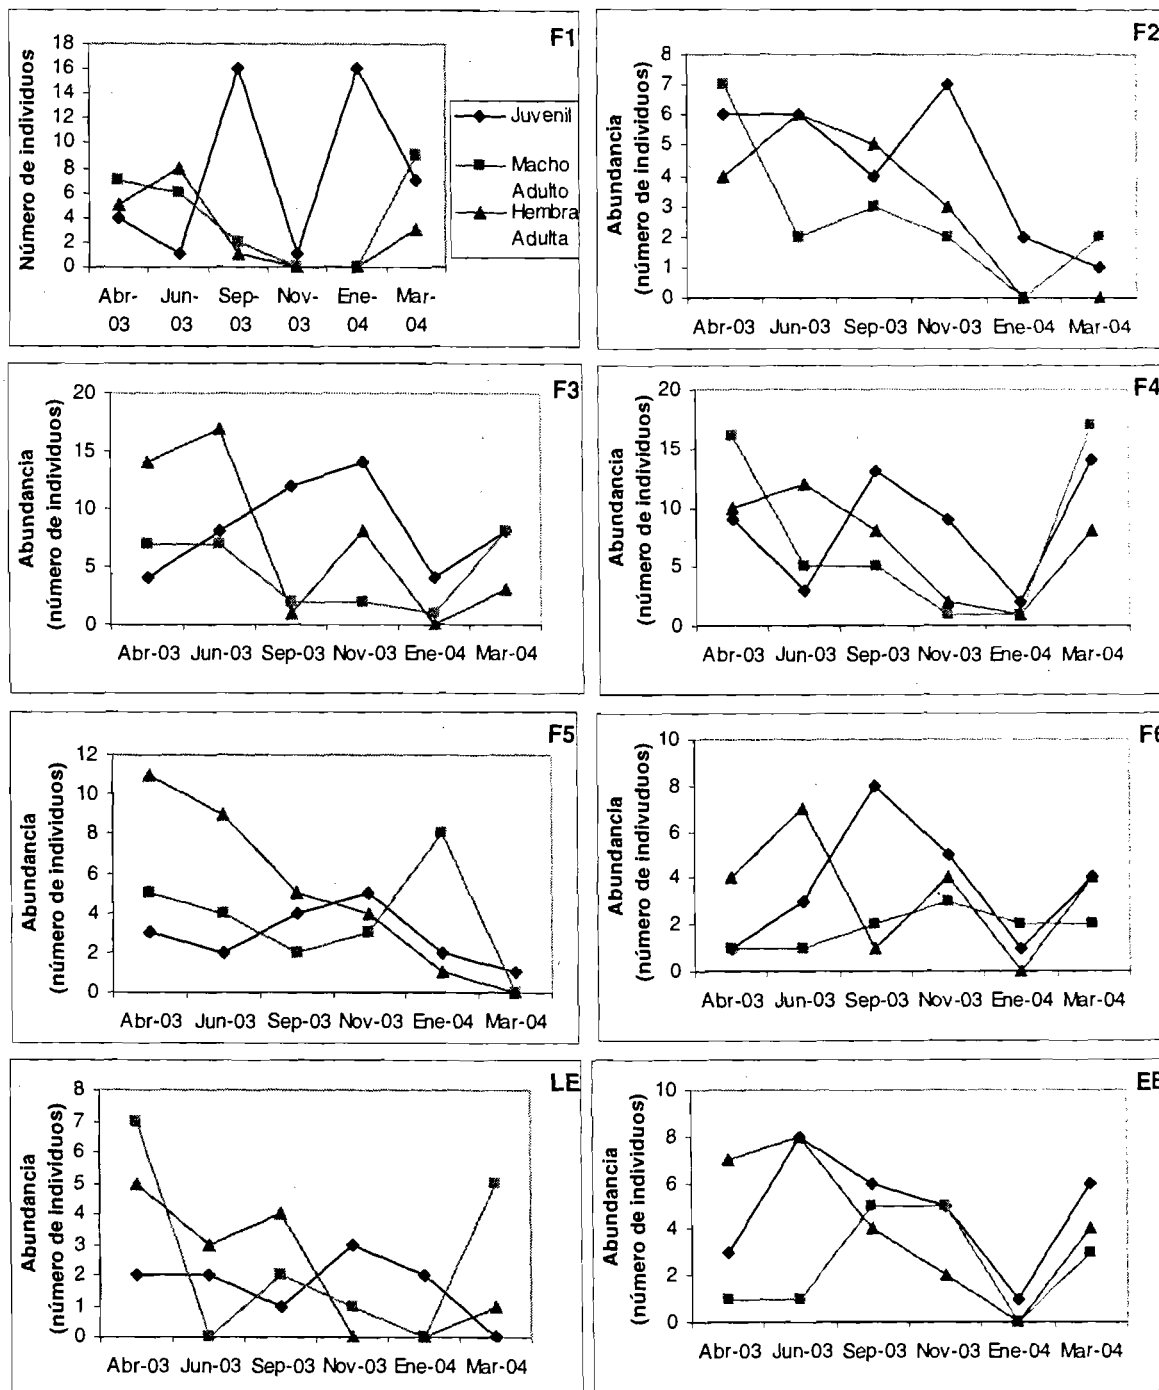 F1
Número de individuos
18
16
14
12
10
8
6
4
2
0
Abr-03 Jun-03 Sep-03 Nov-03 Ene-04 Mar-04
Juvenil
Macho
Adulto
Hembra
Adulta
F2
Abundancia
(número de individuos)
8
7
6
5
4
3
2
1
0
Abr-03 Jun-03 Sep-03 Nov-03 Ene-04 Mar-04
F3
Abundancia
(número de individuos)
20
15
10
5
0
Abr-03 Jun-03 Sep-03 Nov-03 Ene-04 Mar-04
F4
Abundancia
(número de individuos)
20
15
10
5
0
Abr-03 Jun-03 Sep-03 Nov-03 Ene-04 Mar-04
F5
Abundancia
(número de individuos)
12
10
8
6
4
2
0
Abr-03 Jun-03 Sep-03 Nov-03 Ene-04 Mar-04
F6
Abundancia
(número de indivuduos)
10
8
6
4
2
0
Abr-03 Jun-03 Sep-03 Nov-03 Ene-04 Mar-04
LE
Abundancia
(número de individuos)
8
7
6
5
4
3
2
1
0
Abr-03 Jun-03 Sep-03 Nov-03 Ene-04 Mar-04
EE
Abundancia
(número de individuos)
10
8
6
4
2
0
Abr-03 Jun-03 Sep-03 Nov-03 Ene-04 Mar-04